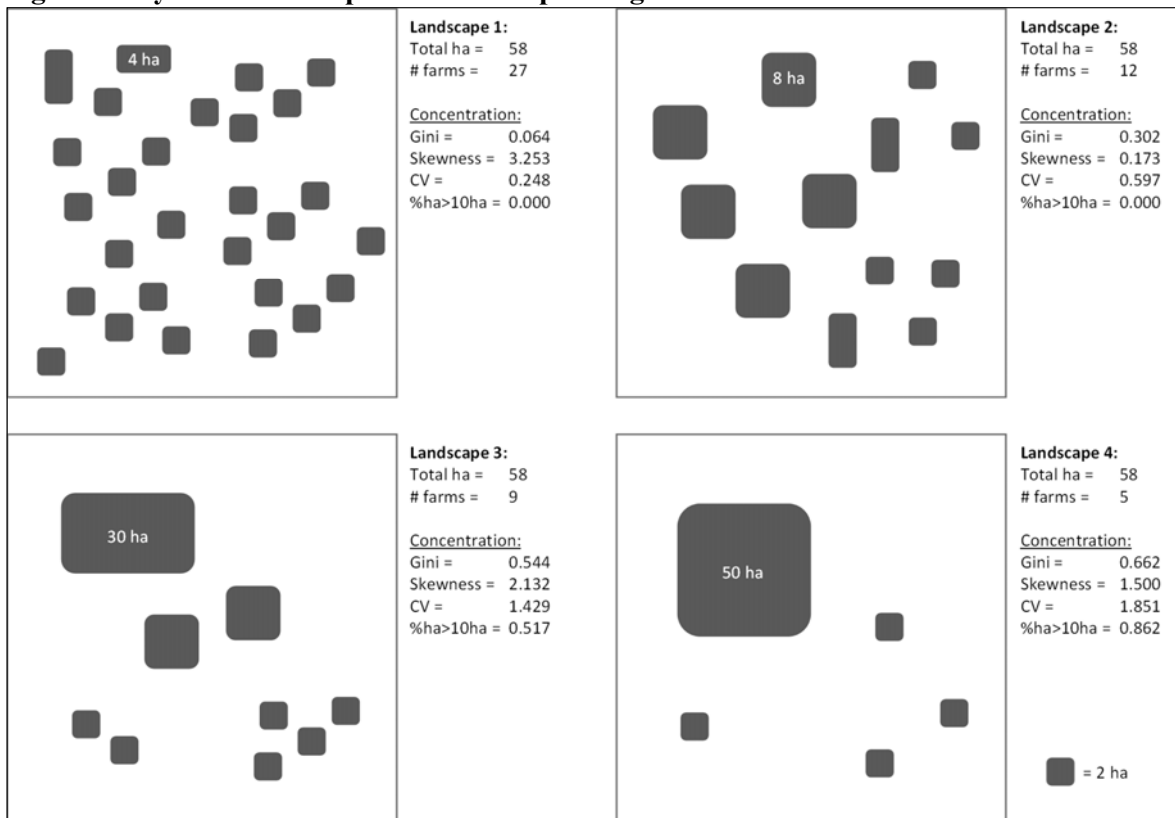 4 ha
Landscape 1:
Total ha = 58
# farms = 27
Concentration:
Gini = 0.064
Skewness = 3.253
CV = 0.248
%ha>10ha = 0.000
8 ha
Landscape 2:
Total ha = 58
# farms = 12
Concentration:
Gini = 0.302
Skewness = 0.173
CV = 0.597
%ha>10ha = 0.000
30 ha
Landscape 3:
Total ha = 58
# farms = 9
Concentration:
Gini = 0.544
Skewness = 2.132
CV = 1.429
%ha>10ha = 0.517
50 ha
Landscape 4:
Total ha = 58
# farms = 5
Concentration:
Gini = 0.662
Skewness = 1.500
CV = 1.851
%ha>10ha = 0.862
= 2 ha